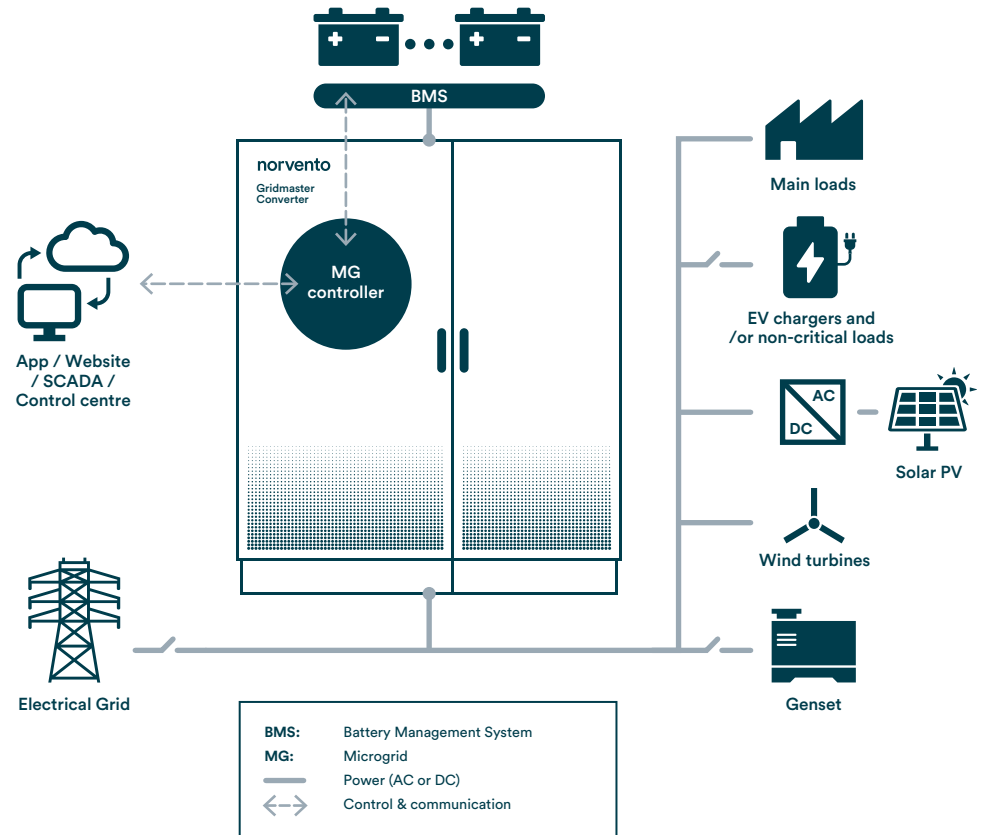 + - + -
BMS
norvento
Gridmaster
Converter
MG
controller
App / Website
/ SCADA /
Control centre
Main loads
EV chargers and
/or non-critical loads
AC
DC
Solar PV
Wind turbines
Electrical Grid
Genset
BMS: Battery Management System
MG: Microgrid
Power (AC or DC)
Control & communication